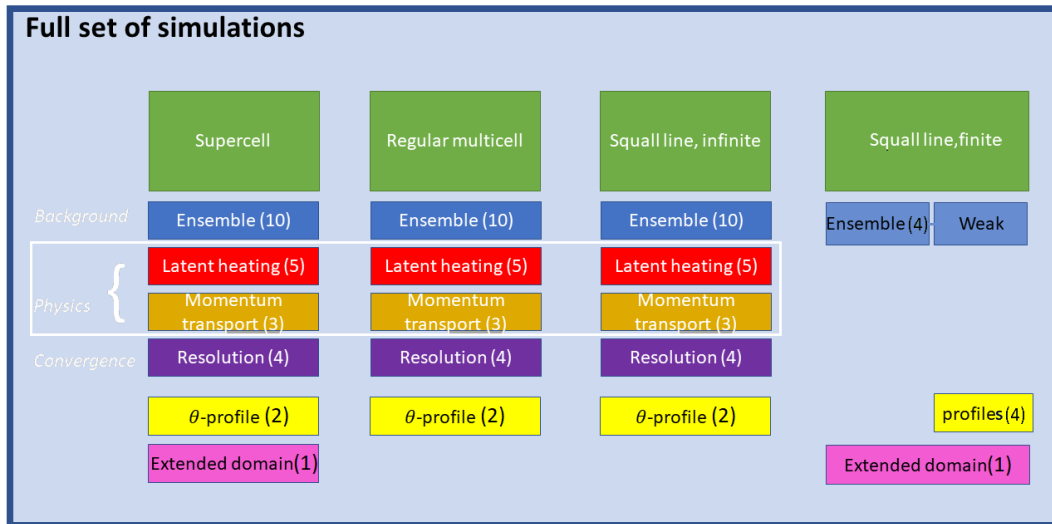 Full set of simulations
Supercell
Regular multicell
Squall line, infinite
Squall line,finite
Background
Ensemble (10)
Ensemble (10)
Ensemble (10)
Ensemble (4)
Weak
Latent heating (5)
Latent heating (5)
Latent heating (5)
Physics
{
Momentum
transport (3)
Momentum
transport (3)
Momentum
transport (3)
Convergence
Resolution (4)
Resolution (4)
Resolution (4)
θ-profile (2)
θ-profile (2)
θ-profile (2)
profiles (4)
Extended domain(1)
Extended domain(1)